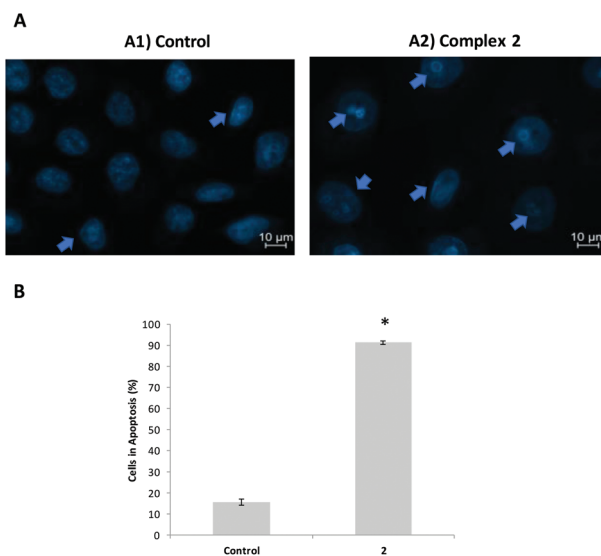 A
A1) Control
A2) Complex 2
10 µm
10 µm
B
Cells in Apoptosis (%)
100
90
80
70
60
50
40
30
20
10
0
*
Control
2